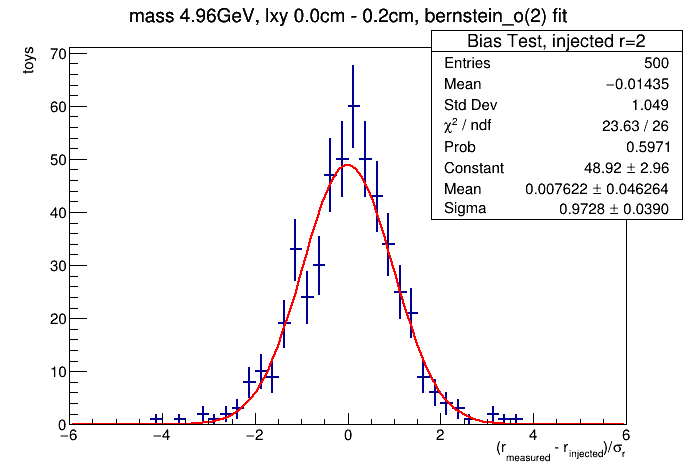 mass 4.96GeV, lxy 0.0cm - 0.2cm, bernstein_o(2) fit
Bias Test, injected r=2
Entries 500
Mean −0.01435
Std Dev 1.049
χ² / ndf 23.63 / 26
Prob 0.5971
Constant 48.92 ± 2.96
Mean 0.007622 ± 0.046264
Sigma 0.9728 ± 0.0390
toys
70
60
50
40
30
20
10
0
−6 −4 −2 0 2 4 6
(r_measured - r_injected)/σ_r